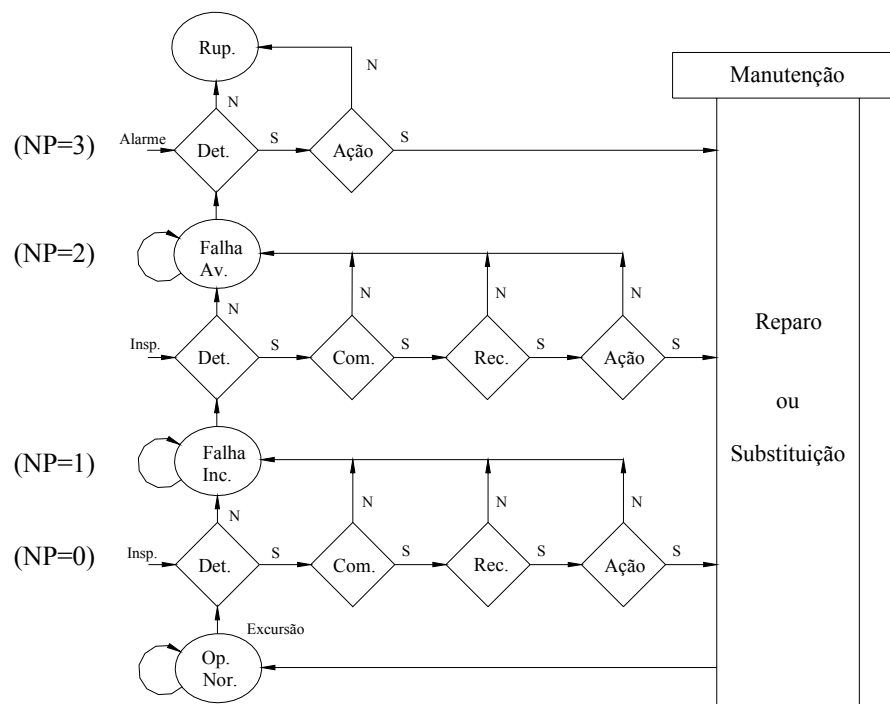 Rup.
N
N
Manutenção
(NP=3)
Alarme
Det.
S
Ação
S
(NP=2)
Falha
Av.
N
N
N
N
Reparo
ou
Substituição
Insp.
Det.
S
Com.
S
Rec.
S
Ação
S
(NP=1)
Falha
Inc.
N
N
N
N
(NP=0)
Insp.
Det.
S
Com.
S
Rec.
S
Ação
S
Excursão
Op.
Nor.